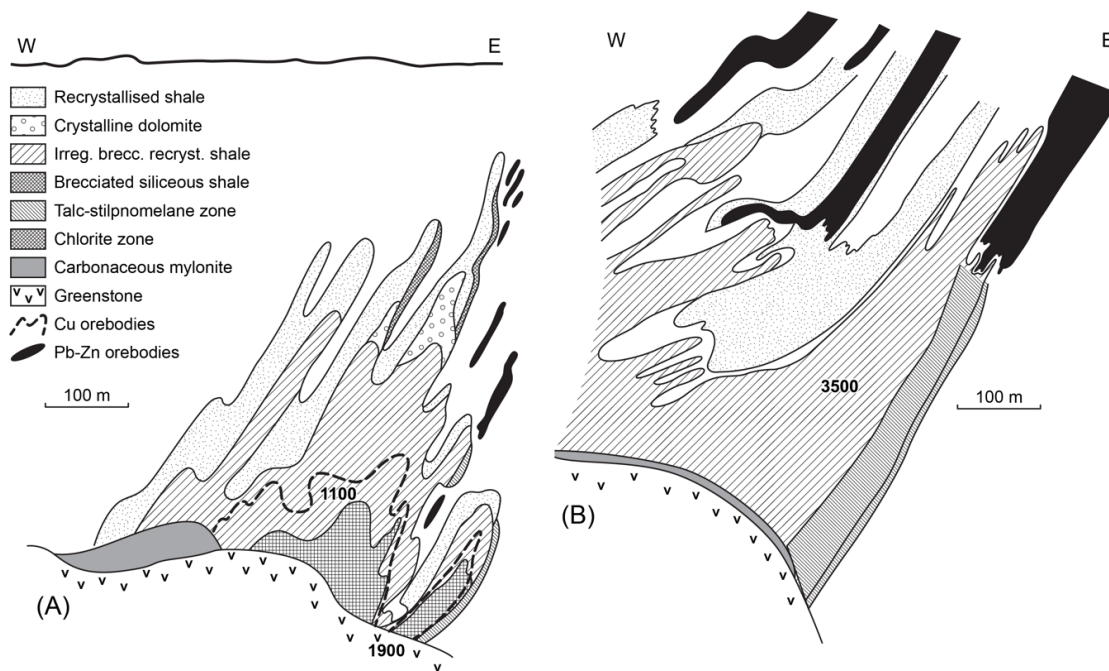 W E
Recrystallised shale
Crystalline dolomite
Irreg. brecc. recryst. shale
Brecciated siliceous shale
Talc-stilpnomelane zone
Chlorite zone
Carbonaceous mylonite
Greenstone
Cu orebodies
Pb-Zn orebodies
100 m
1100
(A)
1900
W E
3500
100 m
(B)